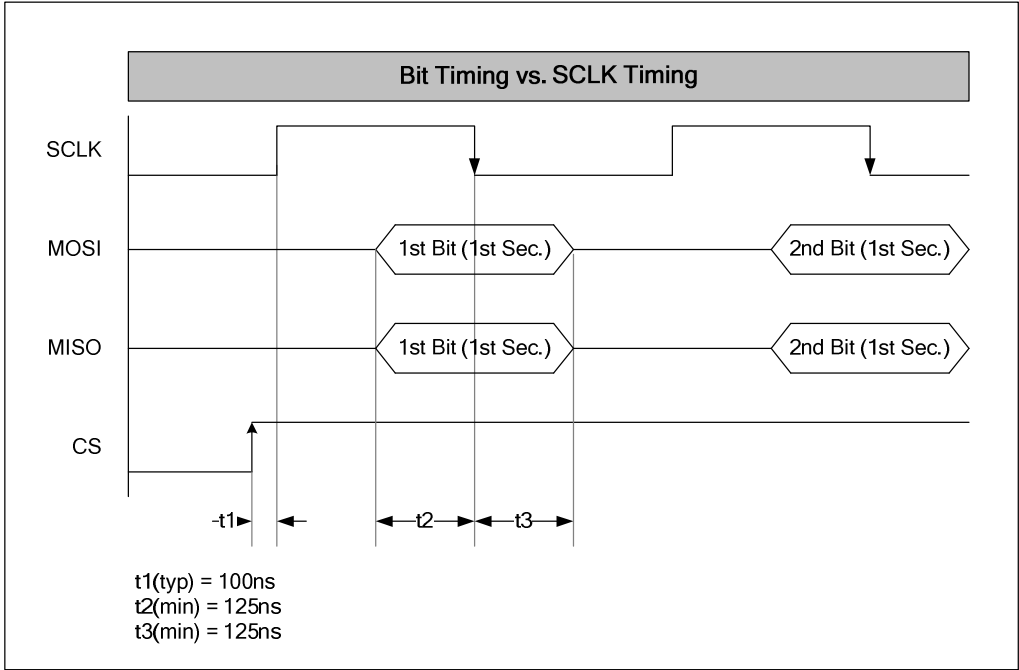 Bit Timing vs. SCLK Timing
SCLK
MOSI
1st Bit (1st Sec.)
2nd Bit (1st Sec.)
MISO
1st Bit (1st Sec.)
2nd Bit (1st Sec.)
CS
t1
t2
t3
t1(typ) = 100ns
t2(min) = 125ns
t3(min) = 125ns